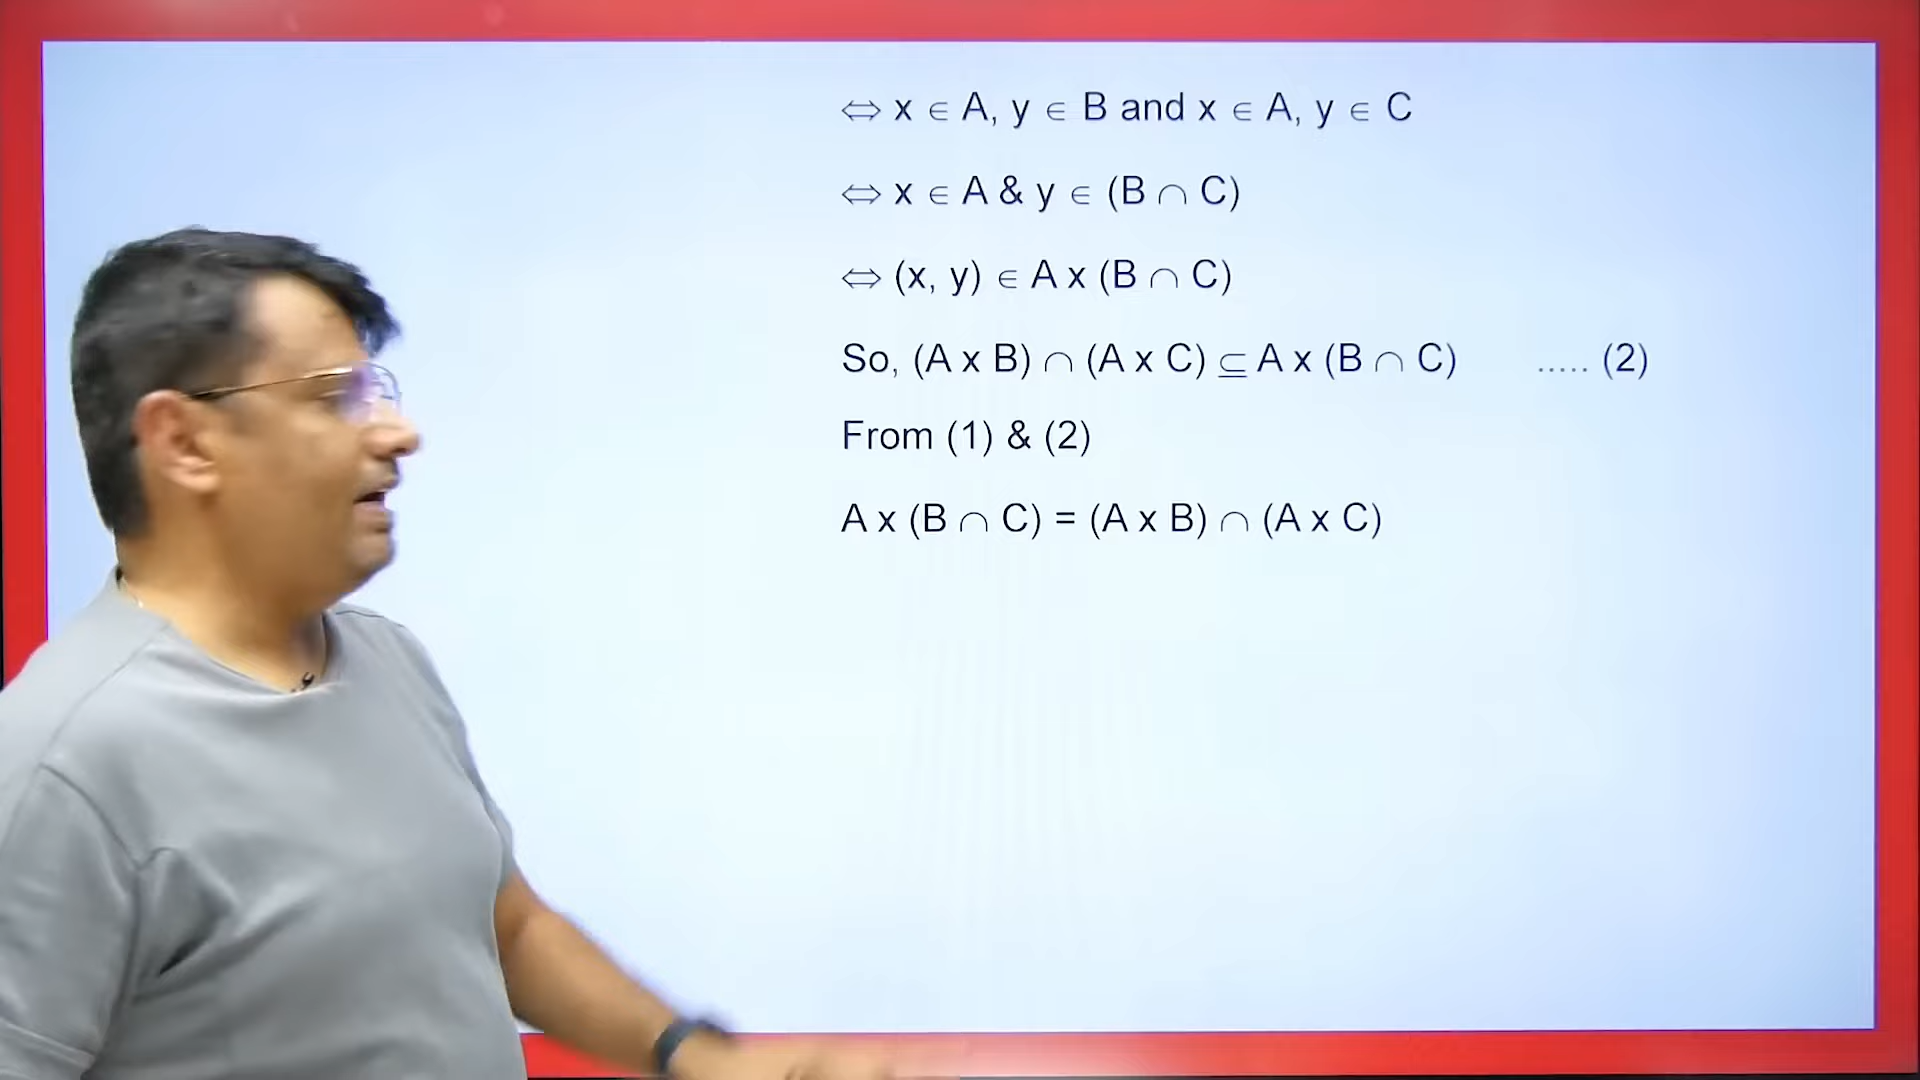 ⇔ x ∈ A, y ∈ B and x ∈ A, y ∈ C
⇔ x ∈ A & y ∈ (B ∩ C)
⇔ (x, y) ∈ A x (B ∩ C)
So, (A x B) ∩ (A x C) ⊆ A x (B ∩ C) ..... (2)
From (1) & (2)
A x (B ∩ C) = (A x B) ∩ (A x C)